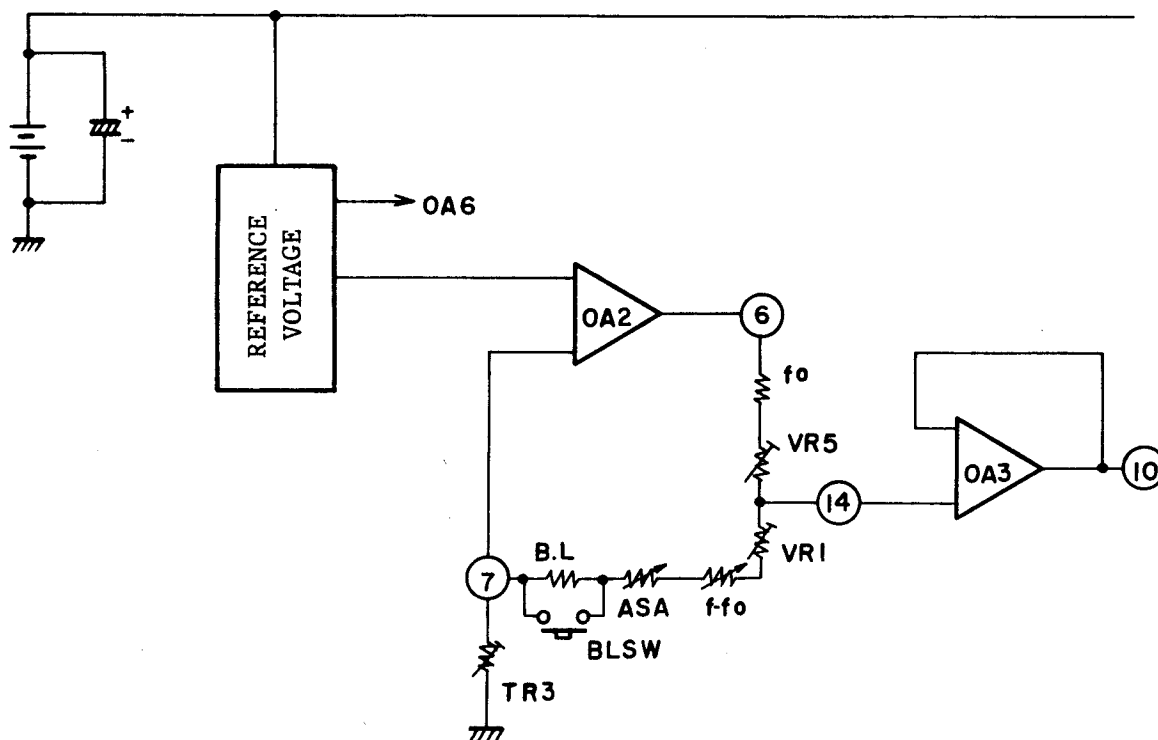 +
−
OA6
REFERENCE
VOLTAGE
OA2
6
fo
VR5
OA3
10
14
VR1
B.L
7
ASA
f-fo
BLSW
TR3